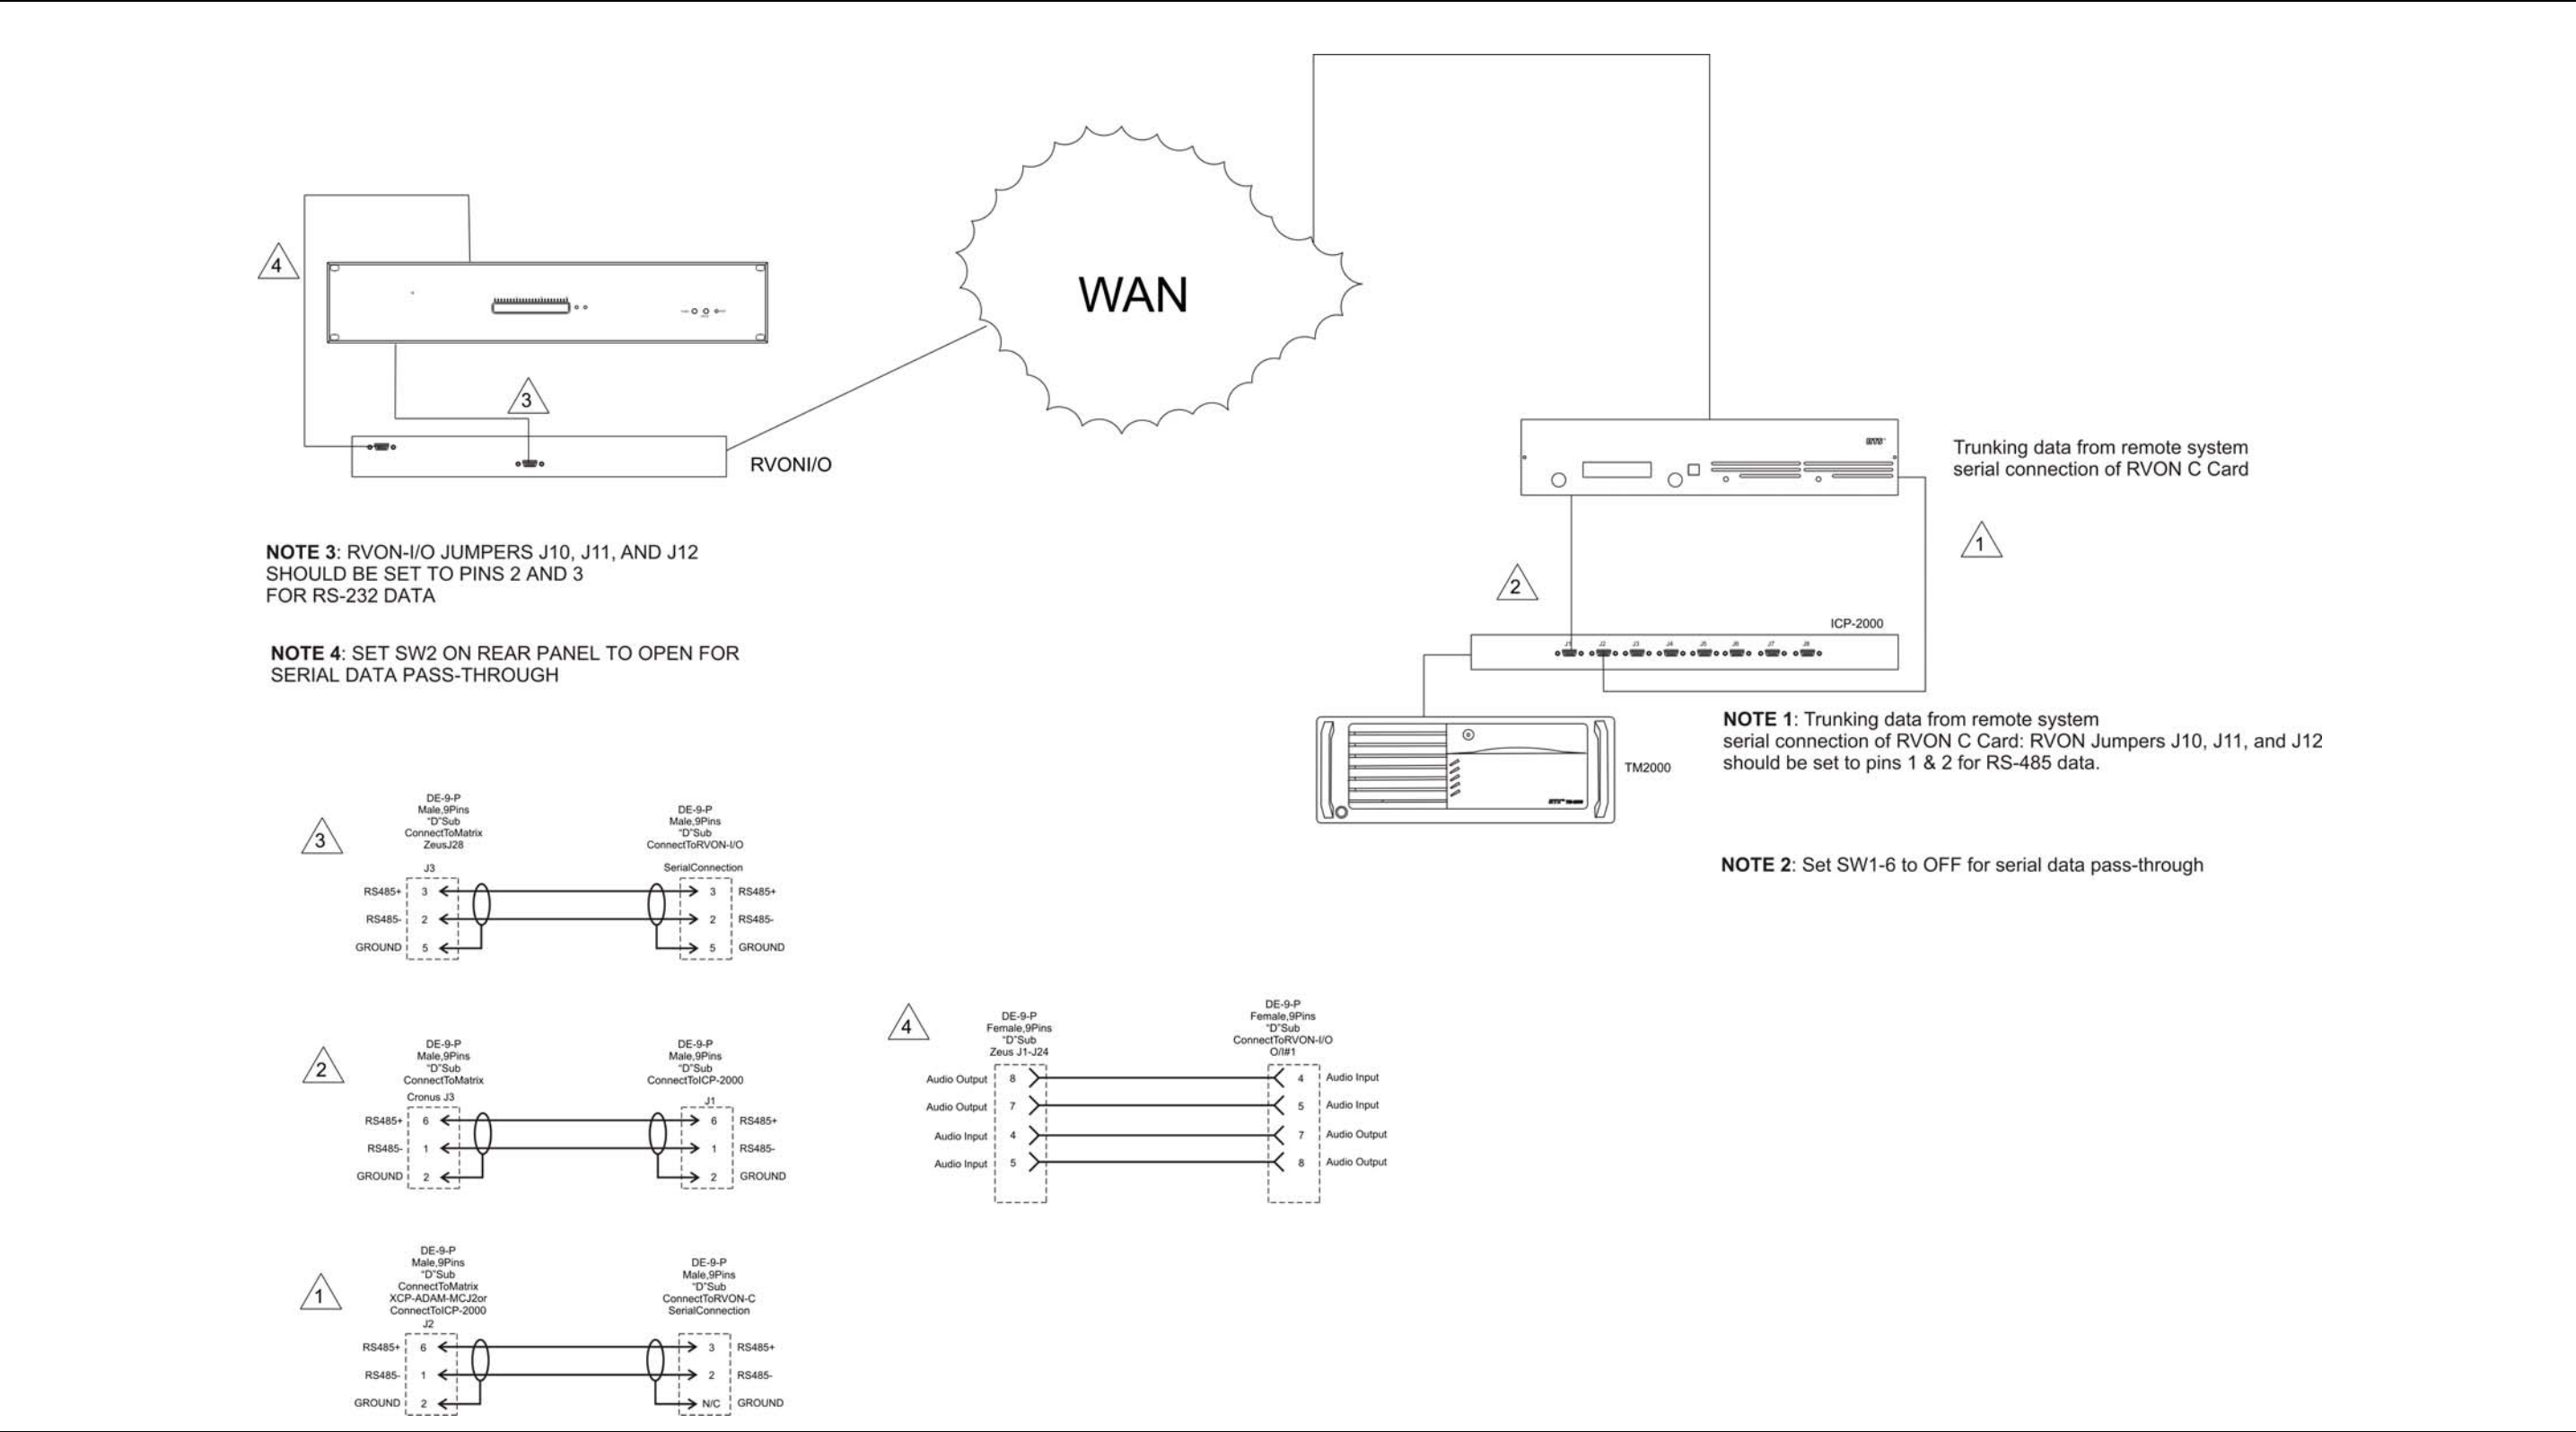 WAN
4
3
RVONI/O
NOTE 3: RVON-I/O JUMPERS J10, J11, AND J12
SHOULD BE SET TO PINS 2 AND 3
FOR RS-232 DATA
NOTE 4: SET SW2 ON REAR PANEL TO OPEN FOR
SERIAL DATA PASS-THROUGH
Trunking data from remote system
serial connection of RVON C Card
1
2
ICP-2000
J1 J2 J3 J4 J5 J6 J7 J8
TM2000
NOTE 1: Trunking data from remote system
serial connection of RVON C Card: RVON Jumpers J10, J11, and J12
should be set to pins 1 & 2 for RS-485 data.
NOTE 2: Set SW1-6 to OFF for serial data pass-through
3
DE-9-P
Male,9Pins
"D"Sub
ConnectToMatrix
ZeusJ28
J3
DE-9-P
Male,9Pins
"D"Sub
ConnectToRVON-I/O
SerialConnection
RS485+ 3 3 RS485+
RS485- 2 2 RS485-
GROUND 5 5 GROUND
2
DE-9-P
Male,9Pins
"D"Sub
ConnectToMatrix
Cronus J3
DE-9-P
Male,9Pins
"D"Sub
ConnectToICP-2000
J1
RS485+ 6 6 RS485+
RS485- 1 1 RS485-
GROUND 2 2 GROUND
4
DE-9-P
Female,9Pins
"D"Sub
Zeus J1-J24
DE-9-P
Female,9Pins
"D"Sub
ConnectToRVON-I/O
O/I#1
Audio Output 8 4 Audio Input
Audio Output 7 5 Audio Input
Audio Input 4 7 Audio Output
Audio Input 5 8 Audio Output
1
DE-9-P
Male,9Pins
"D"Sub
ConnectToMatrix
XCP-ADAM-MCJ2or
ConnectToICP-2000
J2
DE-9-P
Male,9Pins
"D"Sub
ConnectToRVON-C
SerialConnection
RS485+ 6 3 RS485+
RS485- 1 2 RS485-
GROUND 2 N/C GROUND